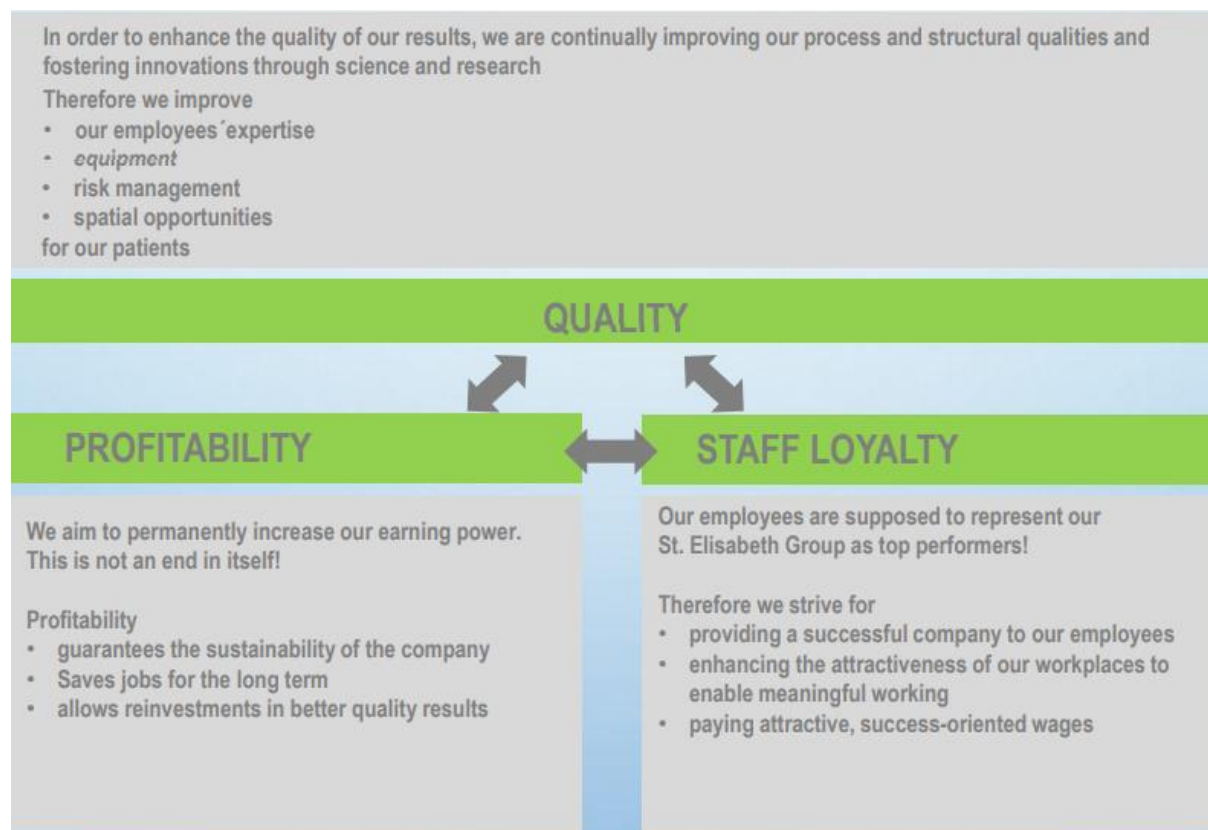 In order to enhance the quality of our results, we are continually improving our process and structural qualities and
fostering innovations through science and research
Therefore we improve
• our employees´expertise
• equipment
• risk management
• spatial opportunities
for our patients
QUALITY
PROFITABILITY
STAFF LOYALTY
We aim to permanently increase our earning power.
This is not an end in itself!
Profitability
• guarantees the sustainability of the company
• Saves jobs for the long term
• allows reinvestments in better quality results
Our employees are supposed to represent our
St. Elisabeth Group as top performers!
Therefore we strive for
• providing a successful company to our employees
• enhancing the attractiveness of our workplaces to
enable meaningful working
• paying attractive, success-oriented wages